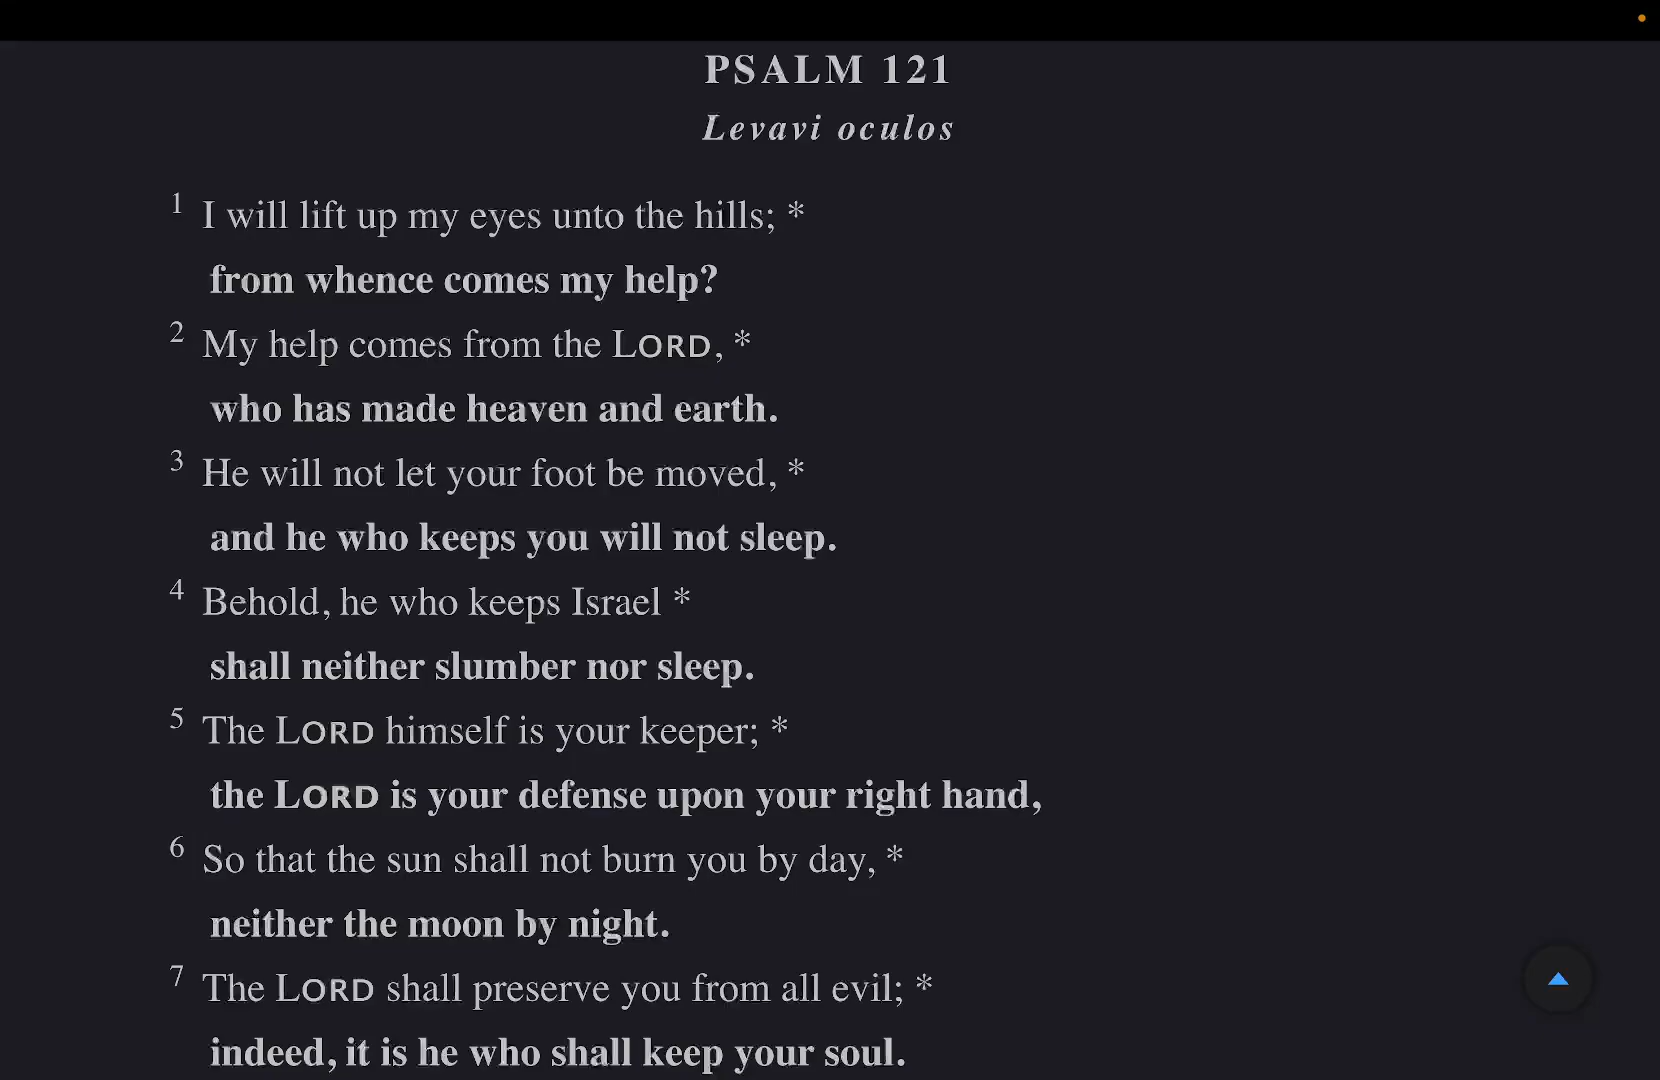 PSALM 121
Levavi oculos
1 I will lift up my eyes unto the hills; *
from whence comes my help?
2 My help comes from the LORD, *
who has made heaven and earth.
3 He will not let your foot be moved, *
and he who keeps you will not sleep.
4 Behold, he who keeps Israel *
shall neither slumber nor sleep.
5 The LORD himself is your keeper; *
the LORD is your defense upon your right hand,
6 So that the sun shall not burn you by day, *
neither the moon by night.
7 The LORD shall preserve you from all evil; *
indeed, it is he who shall keep your soul.